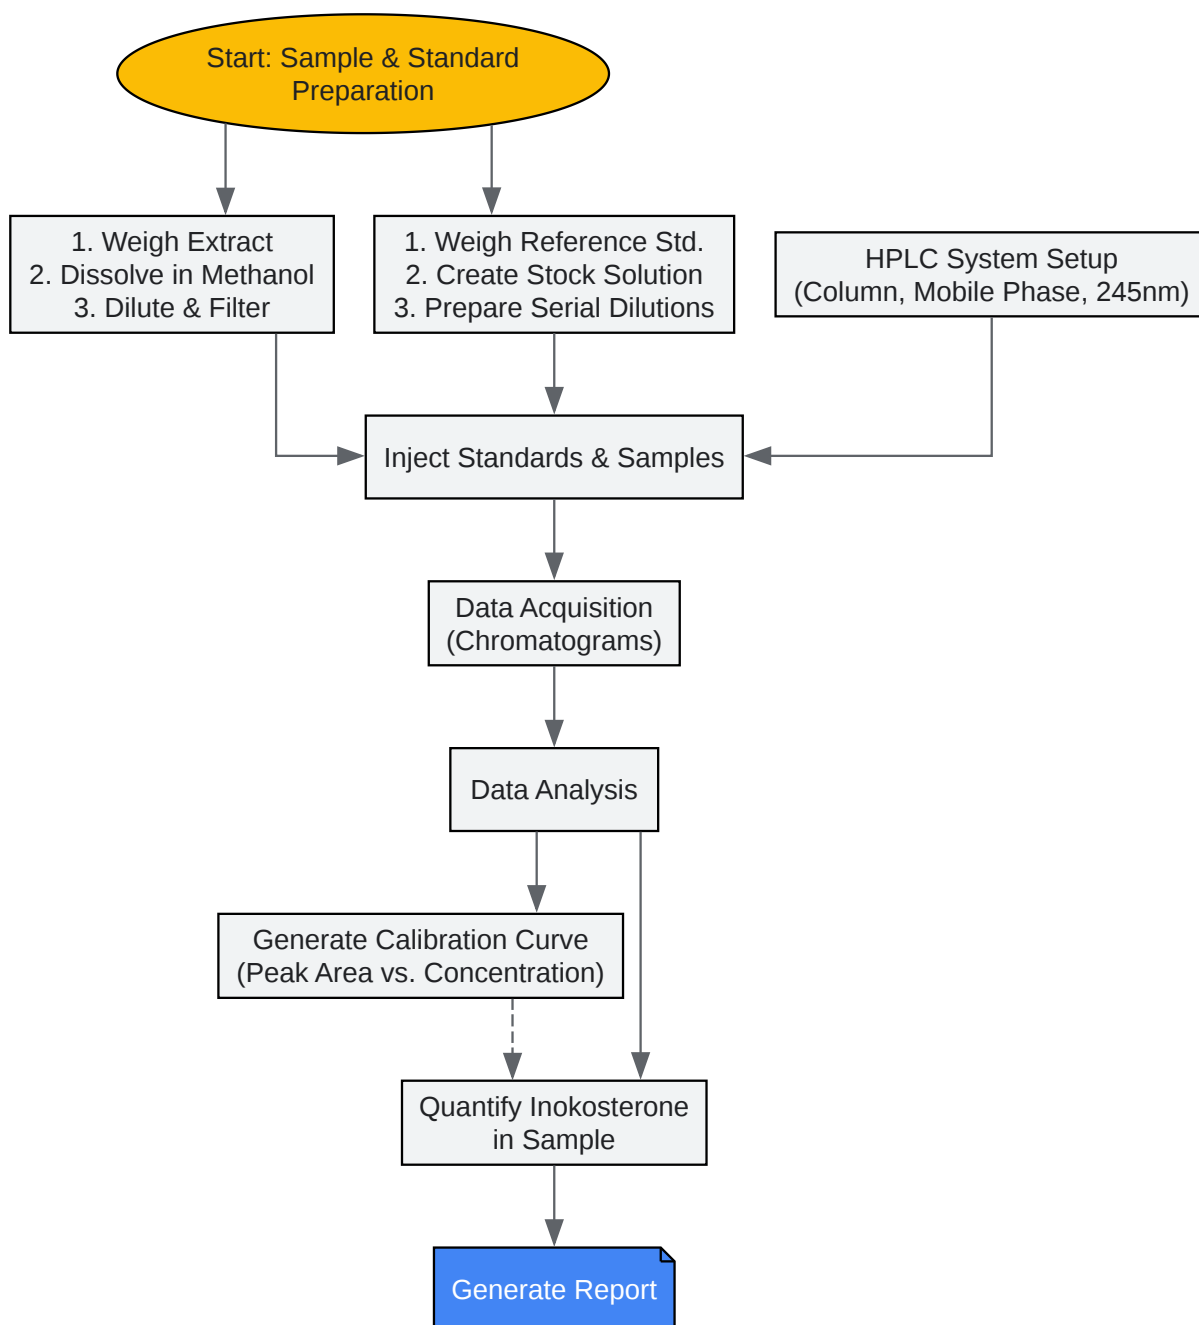 Start: Sample & Standard
Preparation
1. Weigh Extract
2. Dissolve in Methanol
3. Dilute & Filter
1. Weigh Reference Std.
2. Create Stock Solution
3. Prepare Serial Dilutions
HPLC System Setup
(Column, Mobile Phase, 245nm)
Inject Standards & Samples
Data Acquisition
(Chromatograms)
Data Analysis
Generate Calibration Curve
(Peak Area vs. Concentration)
Quantify Inokosterone
in Sample
Generate Report